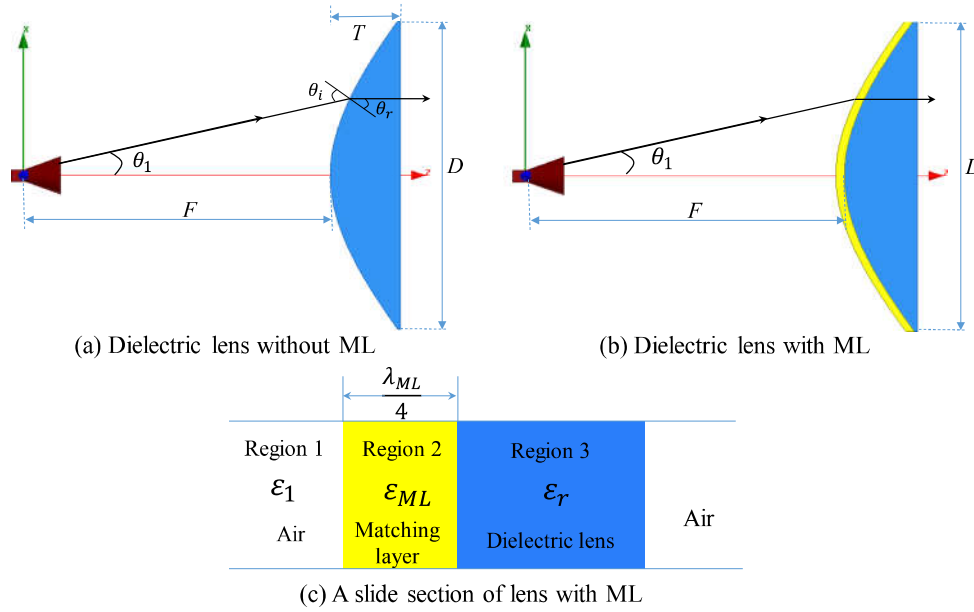 T
θi
θr
θ1
D
F
(a) Dielectric lens without ML
θ1
D
F
(b) Dielectric lens with ML
λML
4
Region 1
Region 2
Region 3
ε1
εML
εr
Air
Air
Matching
layer
Dielectric lens
(c) A slide section of lens with ML